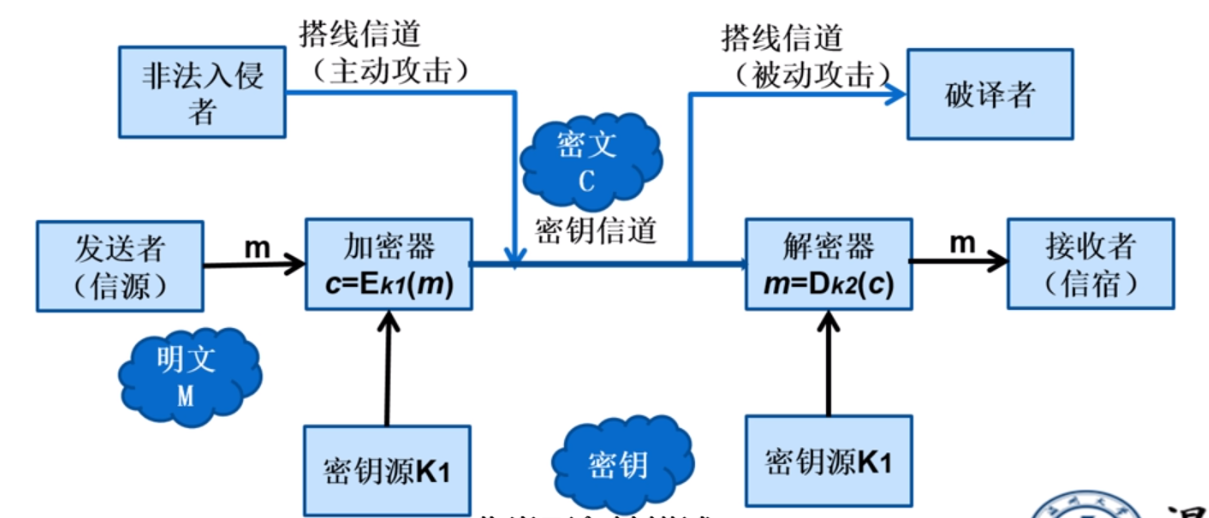 搭线信道
（主动攻击）
搭线信道
（被动攻击）
非法入侵
者
破译者
密文
C
密钥信道
发送者
（信源）
m
加密器
c=Ek1(m)
解密器
m=Dk2(c)
m
接收者
（信宿）
明文
M
密钥源K1
密钥
密钥源K1